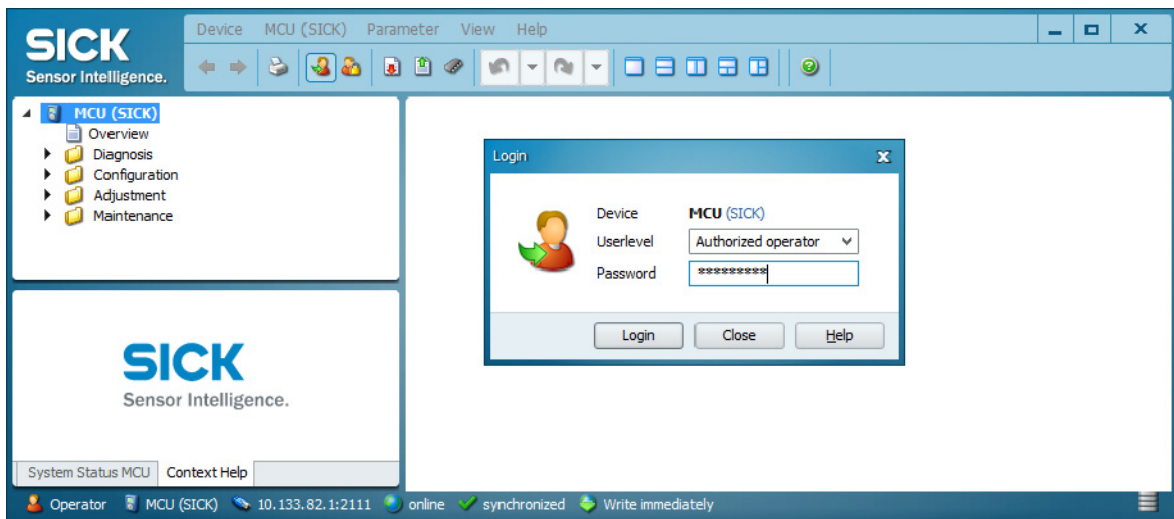 SICK
Sensor Intelligence.
Device MCU (SICK) Parameter View Help
MCU (SICK)
Overview
Diagnosis
Configuration
Adjustment
Maintenance
SICK
Sensor Intelligence.
System Status MCU Context Help
Login
Device MCU (SICK)
Userlevel Authorized operator
Password *********
Login Close Help
Operator MCU (SICK) 10.133.82.1:2111 online synchronized Write immediately